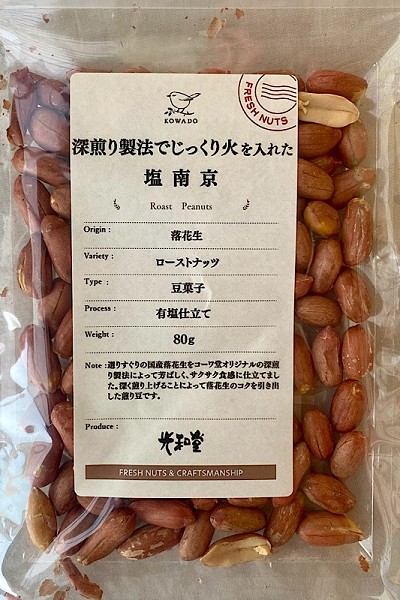 KOWADO
FRESH NUTS
深煎り製法でじっくり火を入れた
塩南京
Roast Peanuts
Origin : 落花生
Variety : ローストナッツ
Type : 豆菓子
Process : 有塩仕立て
Weight : 80g
Note : 選りすぐりの国産落花生をコーワ堂オリジナルの深煎
り製法によって芳ばしく、サクサク食感に仕立てまし
た。深く煎り上げることによって落花生のコクを引き出
した煎り豆です。
Produce : 光和堂
FRESH NUTS & CRAFTSMANSHIP
KOWADO